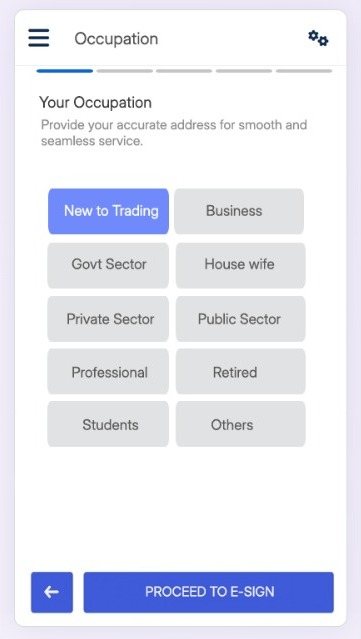 Occupation
Your Occupation
Provide your accurate address for smooth and
seamless service.
New to Trading
Business
Govt Sector
House wife
Private Sector
Public Sector
Professional
Retired
Students
Others
PROCEED TO E-SIGN